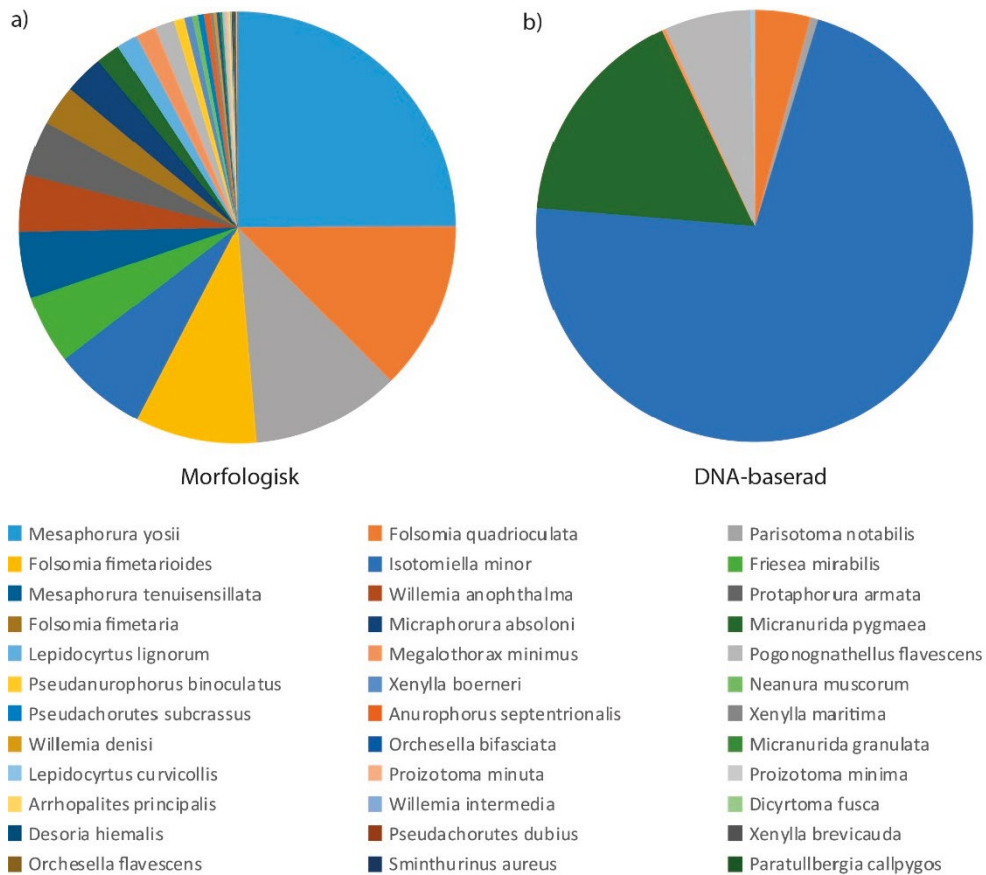 a)
b)
Morfologisk
DNA-baserad
Mesaphorura yosii
Folsomia quadrioculata
Parisotoma notabilis
Folsomia fimetarioides
Isotomiella minor
Friesea mirabilis
Mesaphorura tenuisensillata
Willemia anophthalma
Protaphorura armata
Folsomia fimetaria
Micraphorura absoloni
Micranurida pygmaea
Lepidocyrtus lignorum
Megalothorax minimus
Pogonognathellus flavescens
Pseudanurophorus binoculatus
Xenylla boerneri
Neanura muscorum
Pseudachorutes subcrassus
Anurophorus septentrionalis
Xenylla maritima
Willemia denisi
Orchesella bifasciata
Micranurida granulata
Lepidocyrtus curvicollis
Proizotoma minuta
Proizotoma minima
Arrhopalites principalis
Willemia intermedia
Dicyrtoma fusca
Desoria hiemalis
Pseudachorutes dubius
Xenylla brevicauda
Orchesella flavescens
Sminthurinus aureus
Paratullbergia callpygos